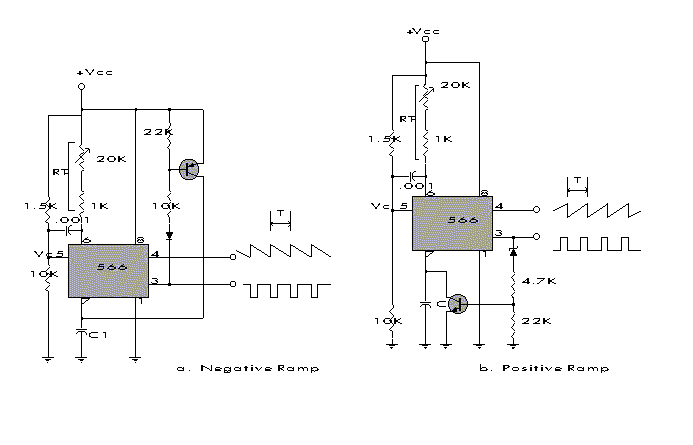 +Vcc
22K
20K
RT
1.5K
1K
10K
.001
T
6
8
Vc
5
566
4
10K
3
7
1
C1
a. Negative Ramp
+Vcc
20K
RT
1.5K
1K
.001
6
8
T
Vc
5
566
4
3
7
1
4.7K
C
10K
22K
b. Positive Ramp